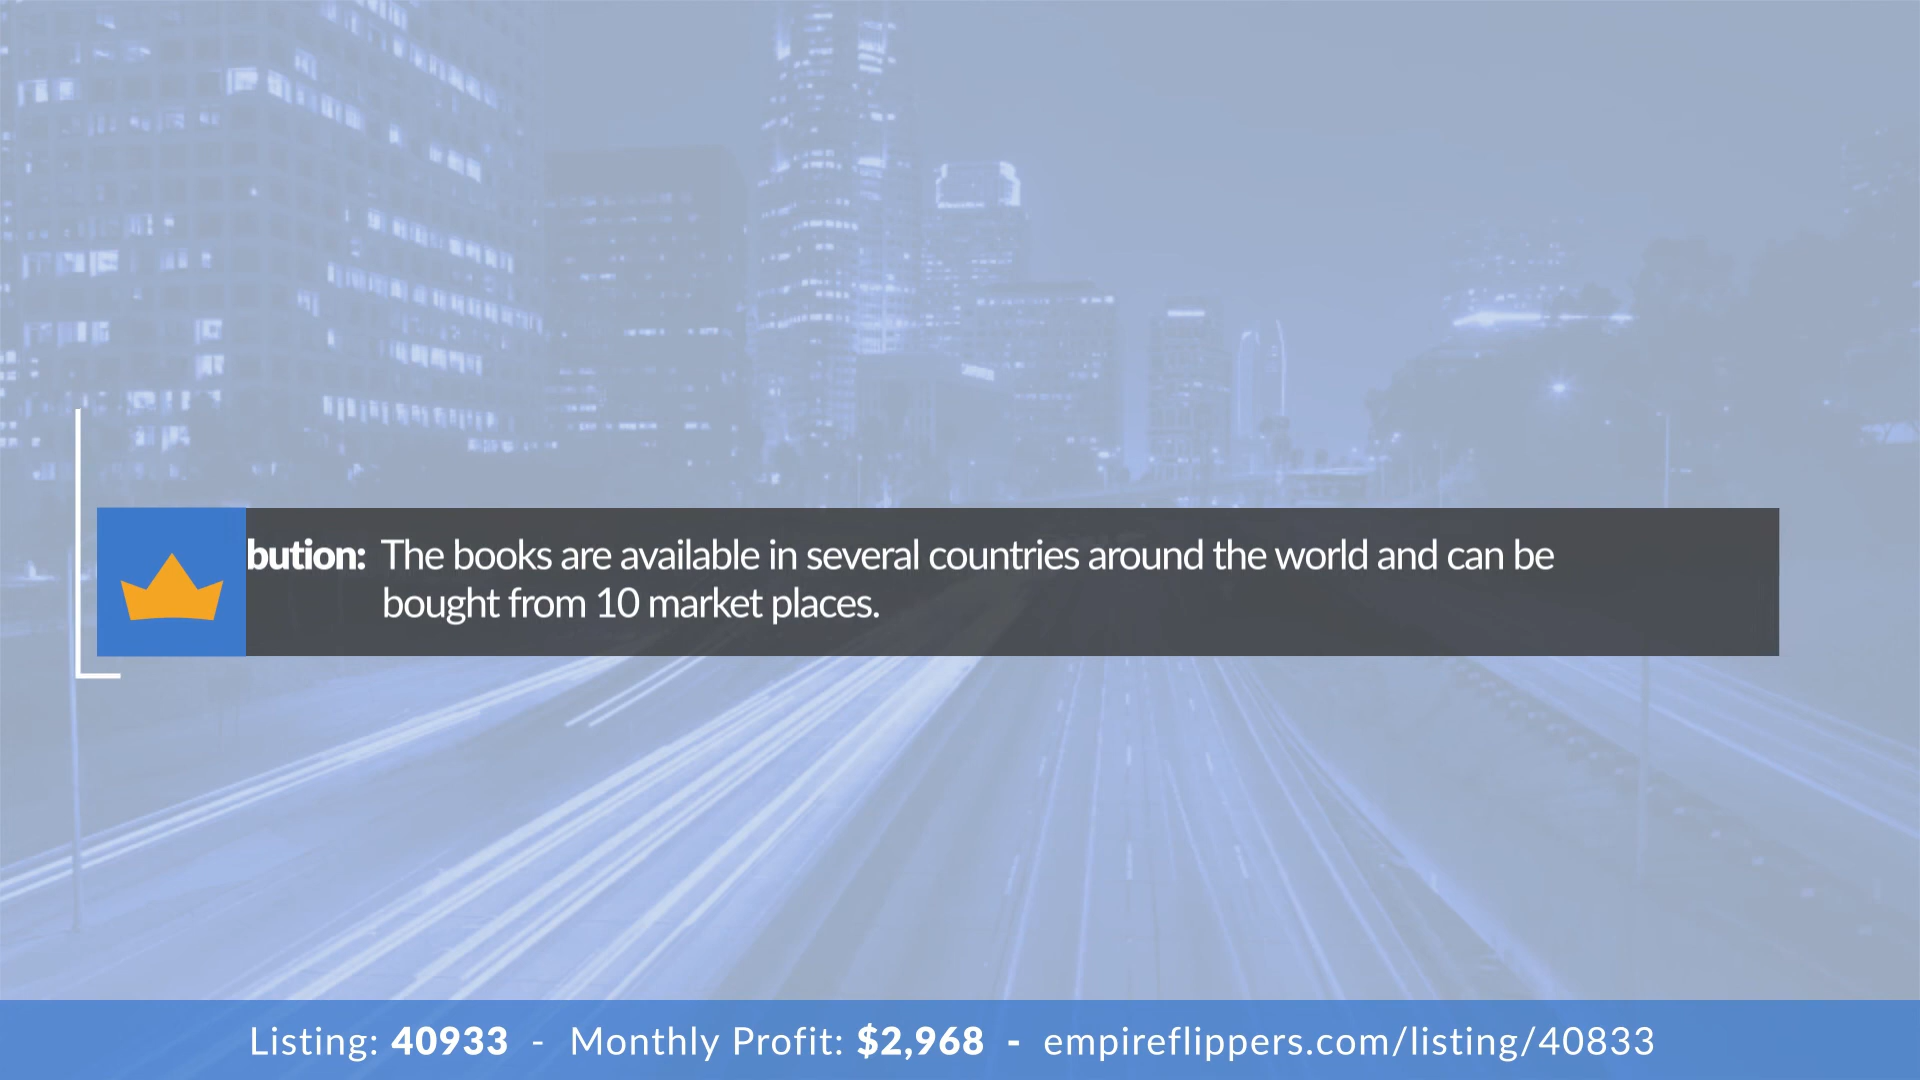 bution: The books are available in several countries around the world and can be
bought from 10 market places.
Listing: 40933 - Monthly Profit: $2,968 - empireflippers.com/listing/40833